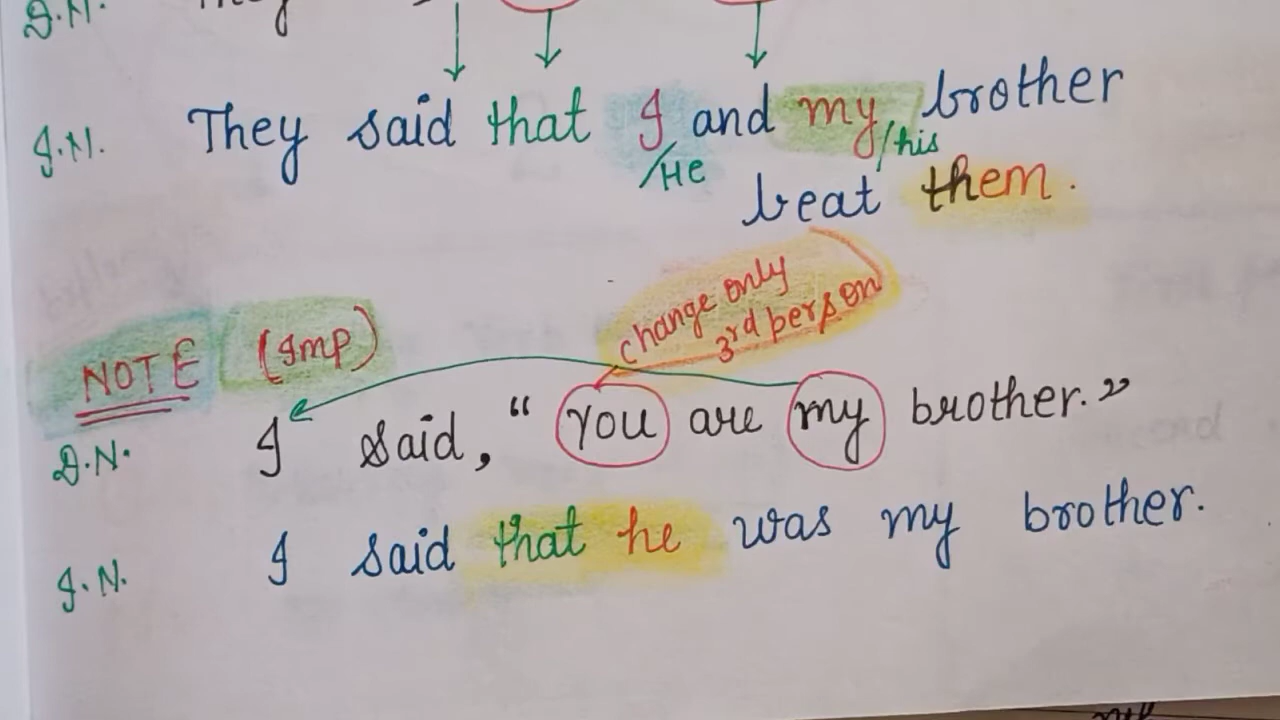 D.N. They
I.N. They said that I and my brother
/He /his
beat them.
change only
3rd person
NOTE (Imp)
D.N. I said, “ You are my brother.”
I.N. I said that he was my brother.